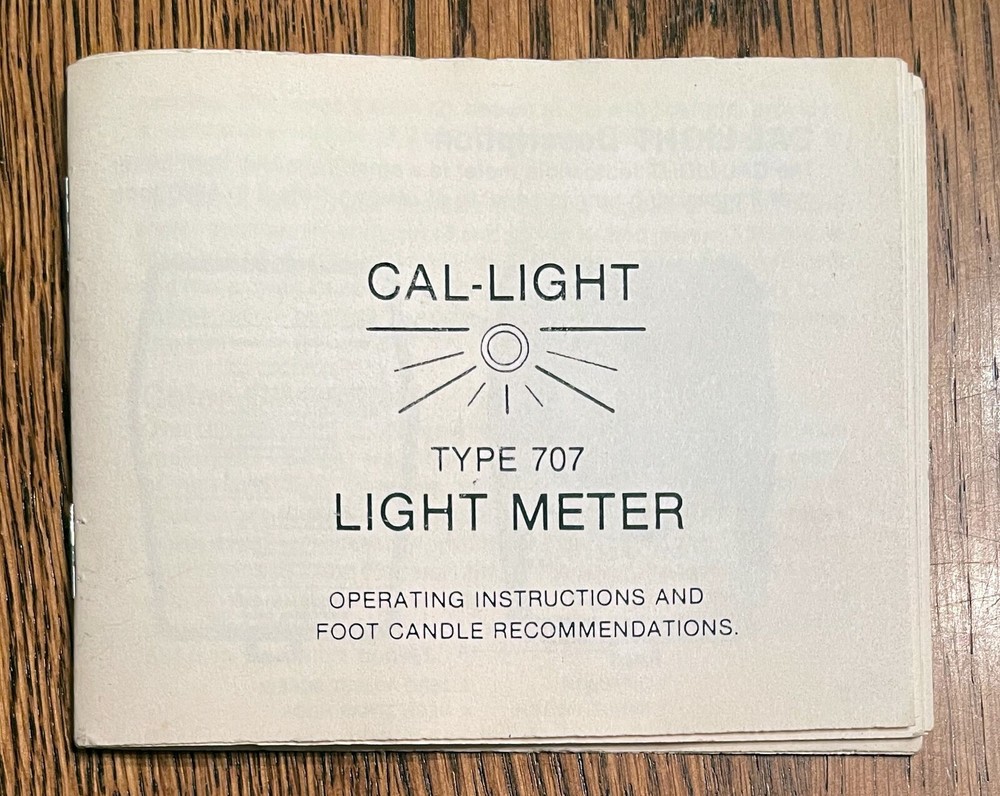 CAL-LIGHT
TYPE 707
LIGHT METER
OPERATING INSTRUCTIONS AND
FOOT CANDLE RECOMMENDATIONS.